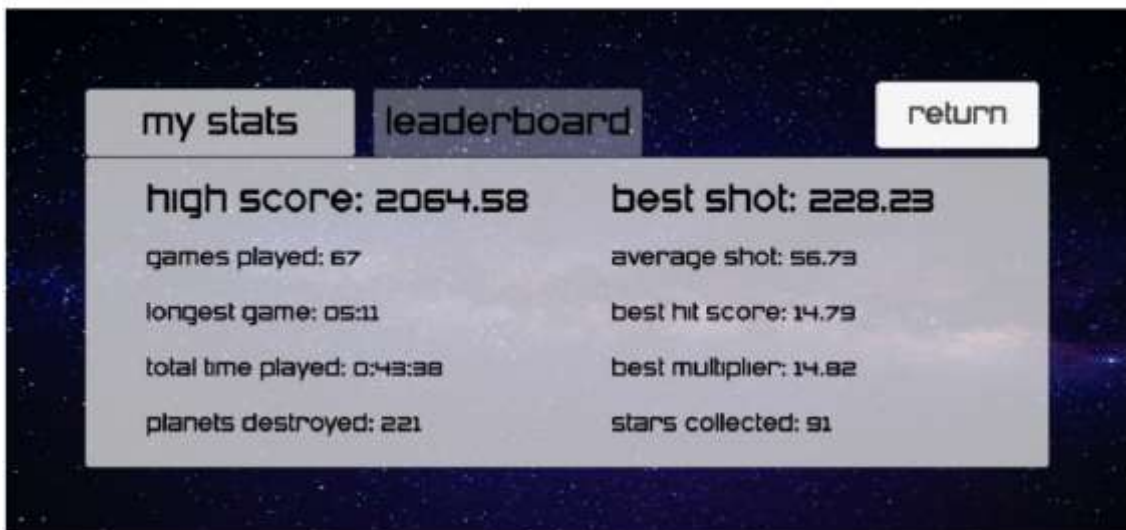 my stats
leaderboard
return
high score: 2064.58
best shot: 228.23
games played: 67
average shot: 56.73
longest game: 05:11
best hit score: 14.79
total time played: 0:43:38
best multiplier: 14.82
planets destroyed: 221
stars collected: 91